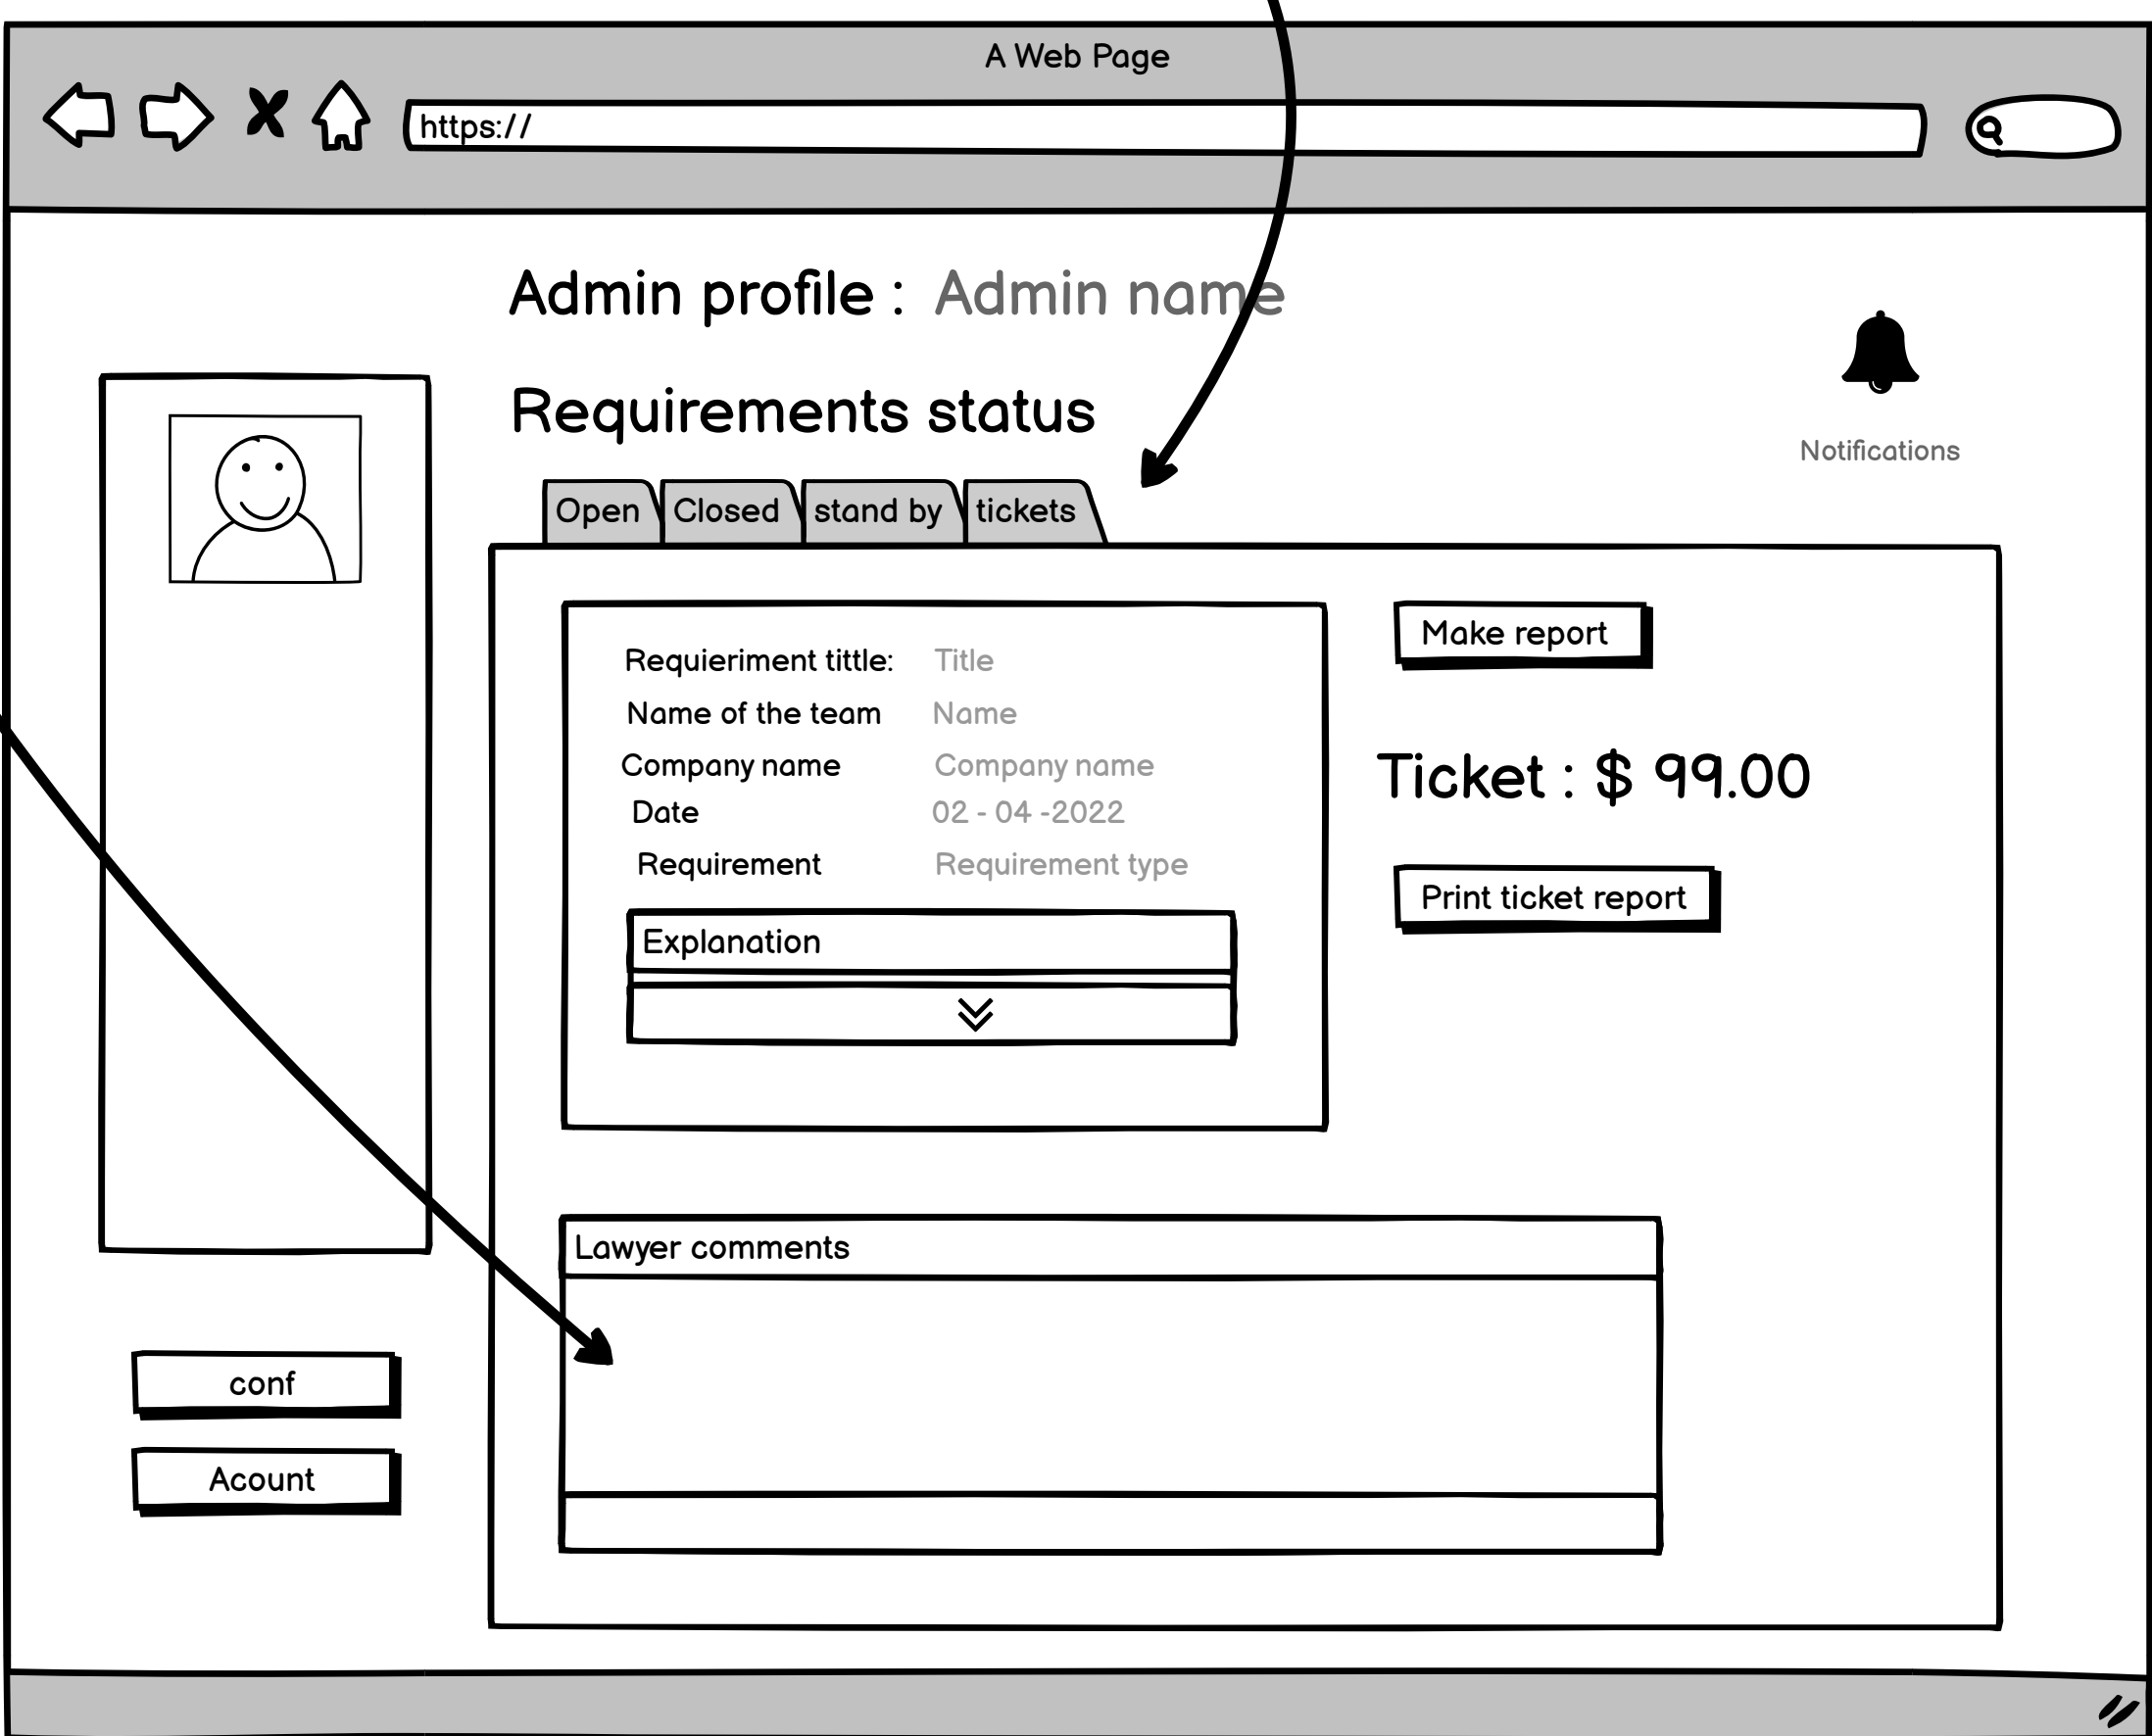 A Web Page
https://
Admin profile : Admin name
Requirements status
Notifications
Open Closed stand by tickets
Requieriment tittle: Title
Make report
Name of the team Name
Company name Company name
Ticket : $ 99.00
Date 02 - 04 -2022
Requirement Requirement type
Print ticket report
Explanation
Lawyer comments
conf
Acount